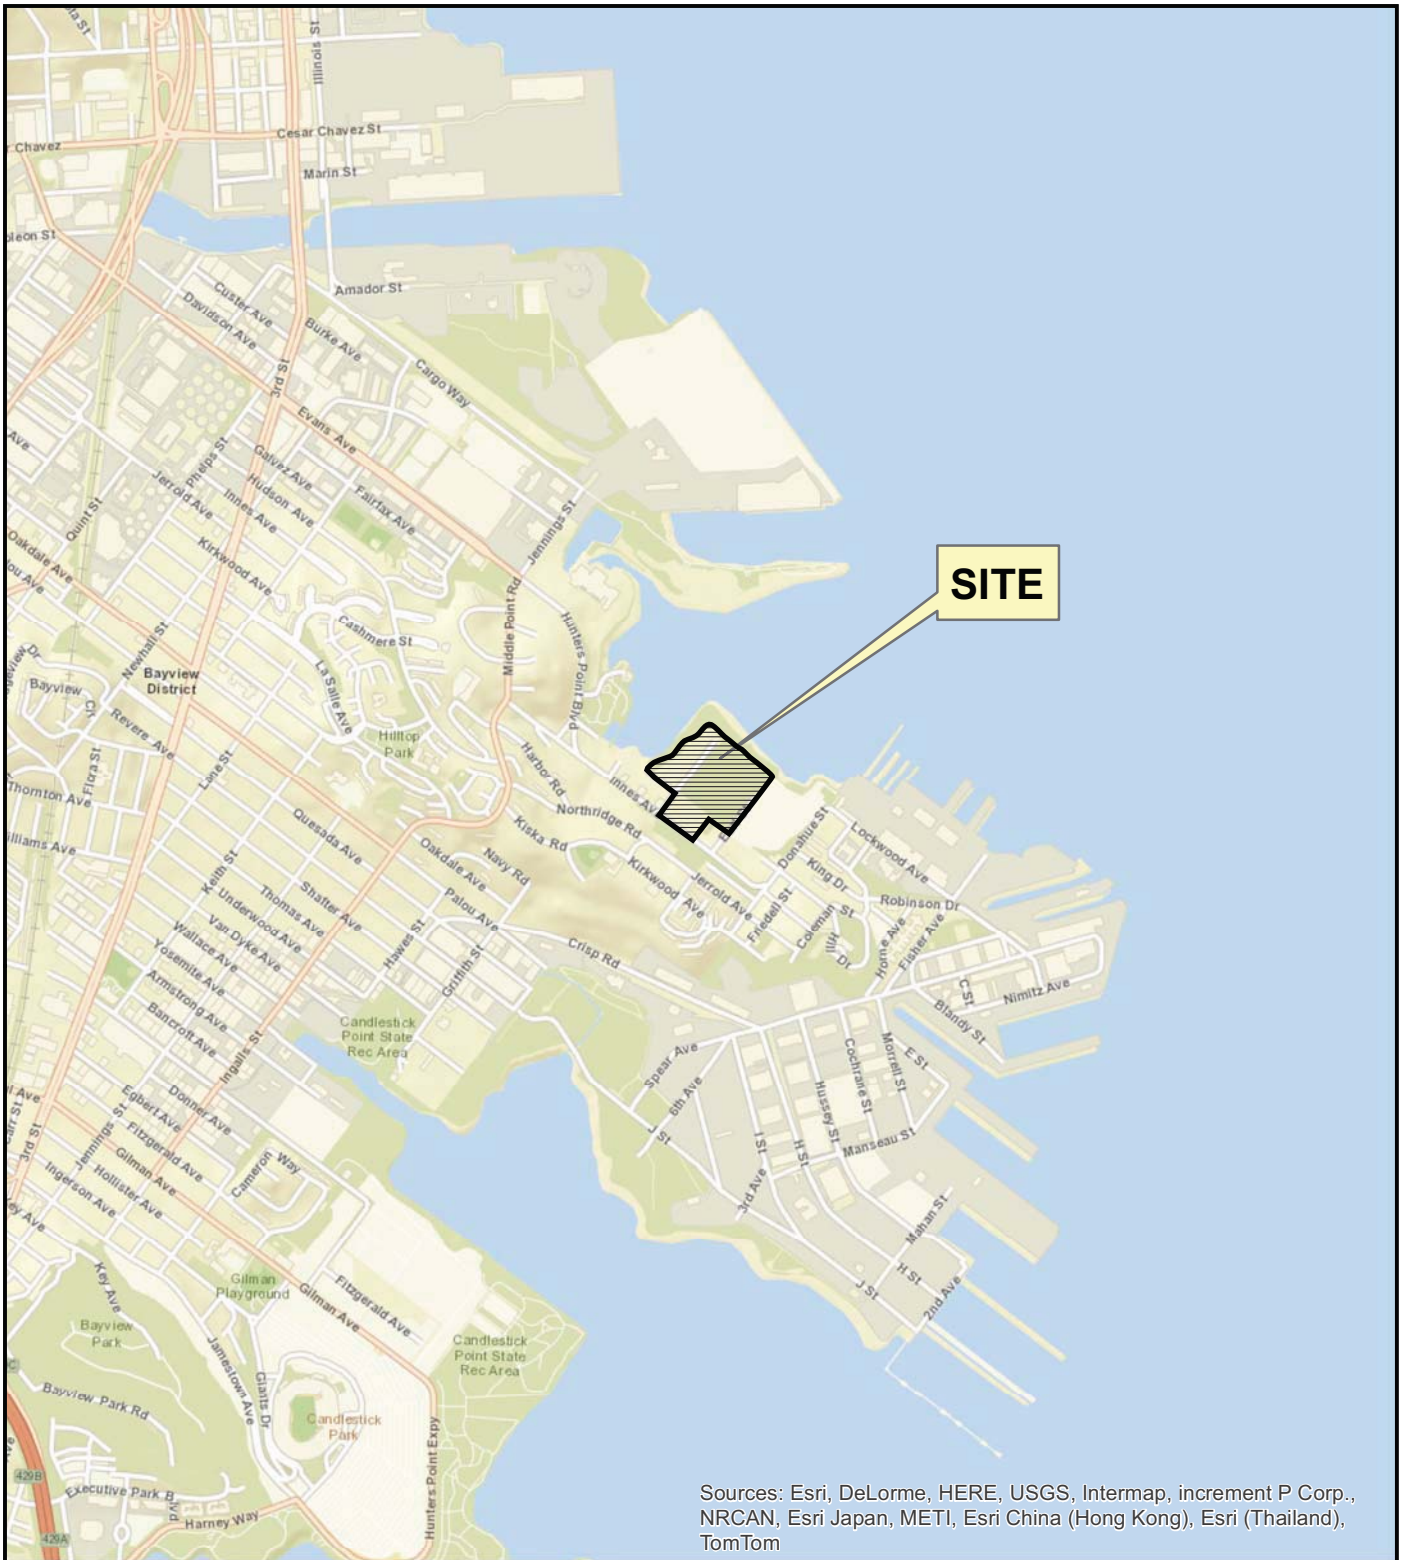 Illinois St
Cesar Chavez St
Chavez
Marin St
Amador St
Custer Ave
Davidson Ave
Burke Ave
Cargo Way
3rd St
Evans Ave
Phelps St
Galvez Ave
Jerrold Ave
Hudson Ave
Innes Ave
Fairfax Ave
Ave
Quint St
Jennings St
Oakdale Ave
Kirkwood Ave
SITE
Middle Point Rd
Hunters Point Blvd
Cashmere St
Newhall St
La Salle Ave
Bayview
District
Bayview
Cir
Revere Ave
Hilltop
Park
Flora St
Lane St
Harbor Rd
Innes Av
Thornton Ave
Northridge Rd
Kiska Rd
Donahue St
Lockwood Ave
Quesada Ave
Oakdale Ave
Navy Rd
King Dr
Keith St
Kirkwood Ave
Jerrold Ave
Friedell St
Coleman St
Robinson Dr
Underwood Ave
Thomas Ave
Shafter Ave
Palou Ave
Hill Dr
Horne Ave
Fisher Ave
Van Dyke Ave
Wallace Ave
Yosemite Ave
Hawes St
Griffith St
Crisp Rd
Armstrong Ave
Bancroft Ave
C St
Nimitz Ave
Blandy St
Candlestick
Point State
Rec Area
Ingalls St
Spear Ave
6th Ave
Cochrane St
Morrell St
E St
Hussey St
Egbert Ave
Donner Ave
Fitzgerald Ave
J St
I St
H St
Manseau St
3rd St
Jennings St
Gilman Ave
Hollister Ave
Ingerson Ave
Cameron Way
3rd Ave
Mahan St
Key Ave
Gilman
Playground
Fitzgerald Ave
Gilman Ave
J St
H St
2nd Ave
Bayview
Park
Jamestown Ave
Giants Dr
Candlestick
Point State
Rec Area
Bayview Park Rd
Candlestick
Park
Hunters Point Expy
429B
Executive Park Blvd
Harney Way
429A
Sources: Esri, DeLorme, HERE, USGS, Intermap, increment P Corp.,
NRCAN, Esri Japan, METI, Esri China (Hong Kong), Esri (Thailand),
TomTom